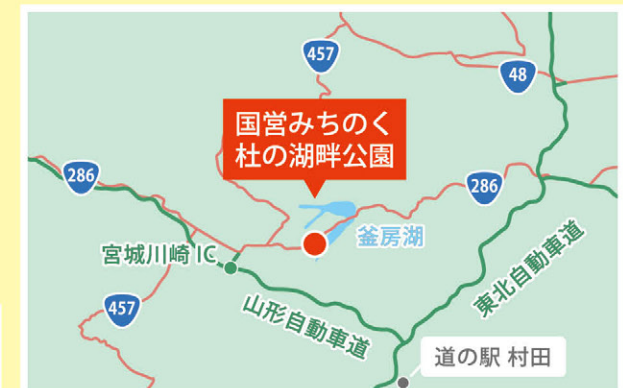 457
48
国営みちのく
杜の湖畔公園
286
286
釜房湖
宮城川崎 IC
457
山形自動車道
東北自動車道
道の駅 村田